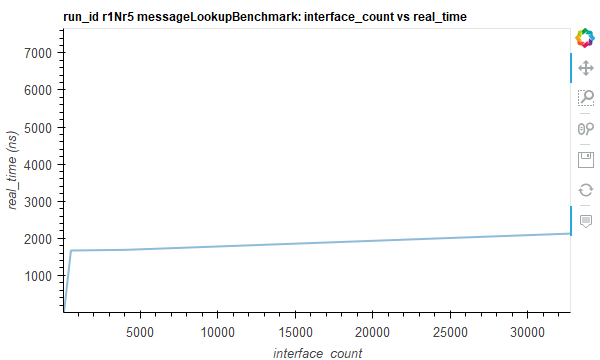 run_id r1Nr5 messageLookupBenchmark: interface_count vs real_time
real_time (ns)
7000
6000
5000
4000
3000
2000
1000
5000 10000 15000 20000 25000 30000
interface_count